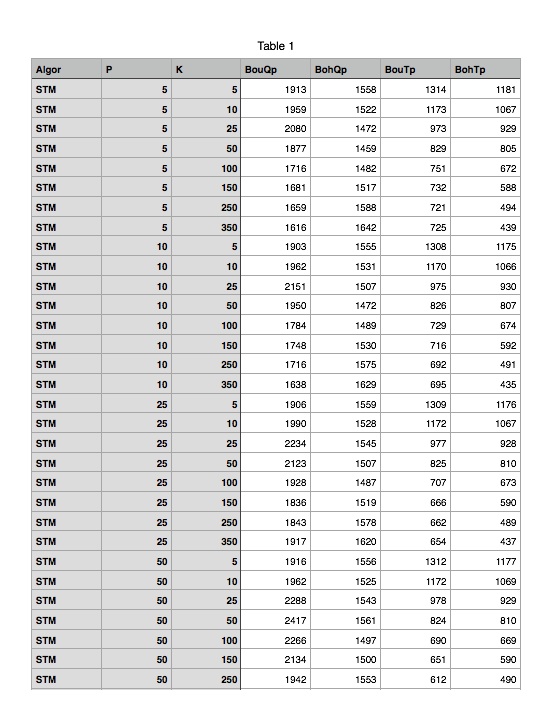 Table 1
Algor P K BouQp BohQp BouTp BohTp
STM 5 5 1913 1558 1314 1181
STM 5 10 1959 1522 1173 1067
STM 5 25 2080 1472 973 929
STM 5 50 1877 1459 829 805
STM 5 100 1716 1482 751 672
STM 5 150 1681 1517 732 588
STM 5 250 1659 1588 721 494
STM 5 350 1616 1642 725 439
STM 10 5 1903 1555 1308 1175
STM 10 10 1962 1531 1170 1066
STM 10 25 2151 1507 975 930
STM 10 50 1950 1472 826 807
STM 10 100 1784 1489 729 674
STM 10 150 1748 1530 716 592
STM 10 250 1716 1575 692 491
STM 10 350 1638 1629 695 435
STM 25 5 1906 1559 1309 1176
STM 25 10 1990 1528 1172 1067
STM 25 25 2234 1545 977 928
STM 25 50 2123 1507 825 810
STM 25 100 1928 1487 707 673
STM 25 150 1836 1519 666 590
STM 25 250 1843 1578 662 489
STM 25 350 1917 1620 654 437
STM 50 5 1916 1556 1312 1177
STM 50 10 1962 1525 1172 1069
STM 50 25 2288 1543 978 929
STM 50 50 2417 1561 824 810
STM 50 100 2266 1497 690 669
STM 50 150 2134 1500 651 590
STM 50 250 1942 1553 612 490